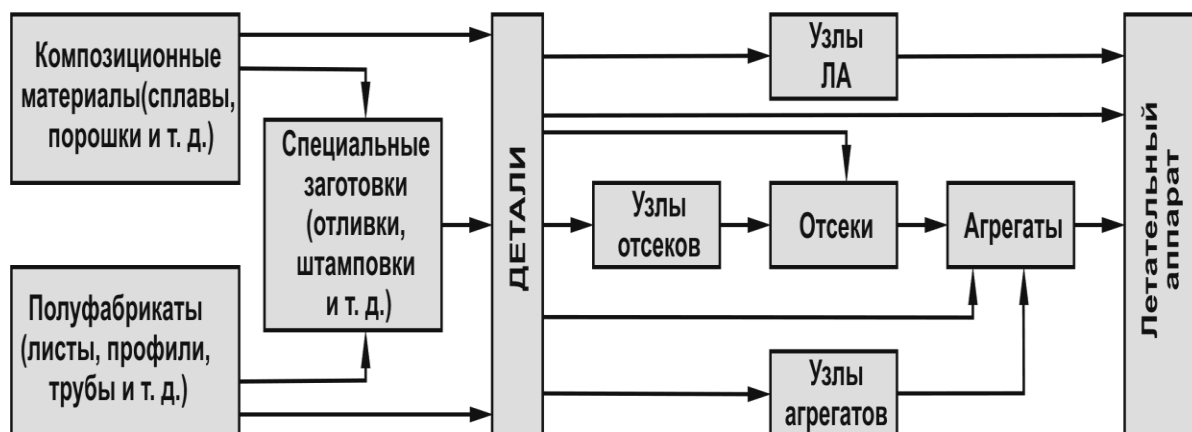 Композиционные
материалы(сплавы,
порошки и т. д.)
Полуфабрикаты
(листы, профили,
трубы и т. д.)
Специальные
заготовки
(отливки,
штамповки
и т. д.)
ДЕТАЛИ
Узлы
ЛА
Узлы
отсеков
Отсеки
Агрегаты
Узлы
агрегатов
Летательный
аппарат